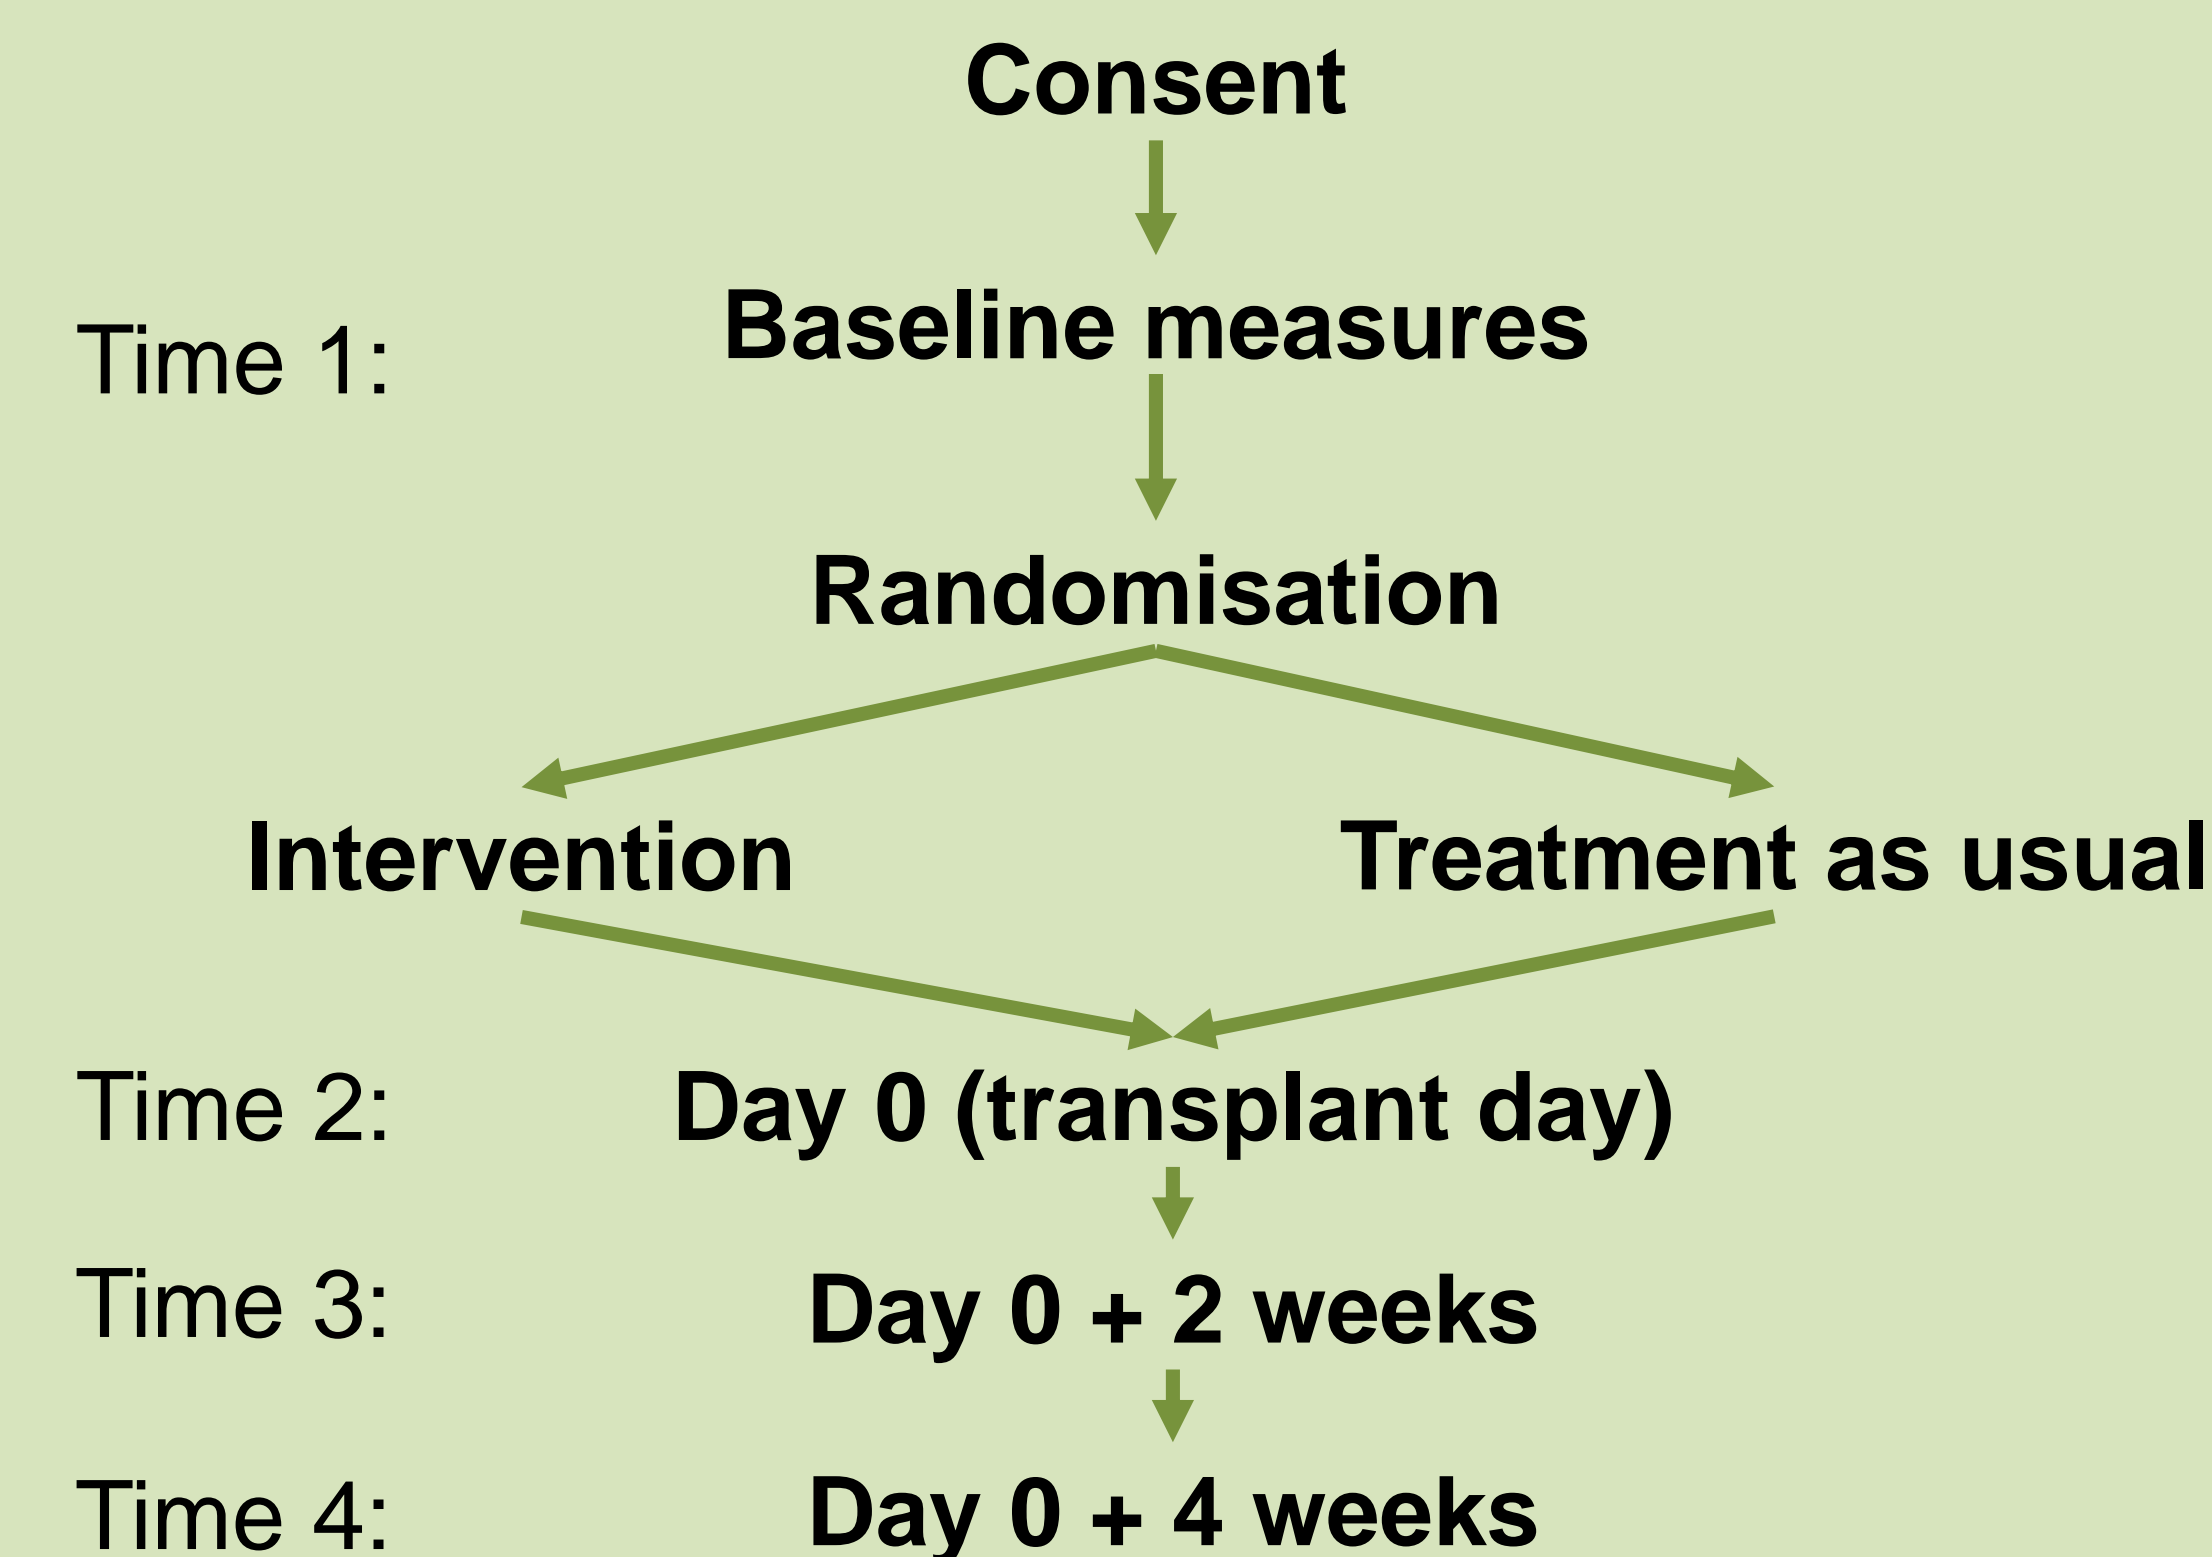 Consent
Time 1: Baseline measures
Randomisation
Intervention Treatment as usual
Time 2: Day 0 (transplant day)
Time 3: Day 0 + 2 weeks
Time 4: Day 0 + 4 weeks